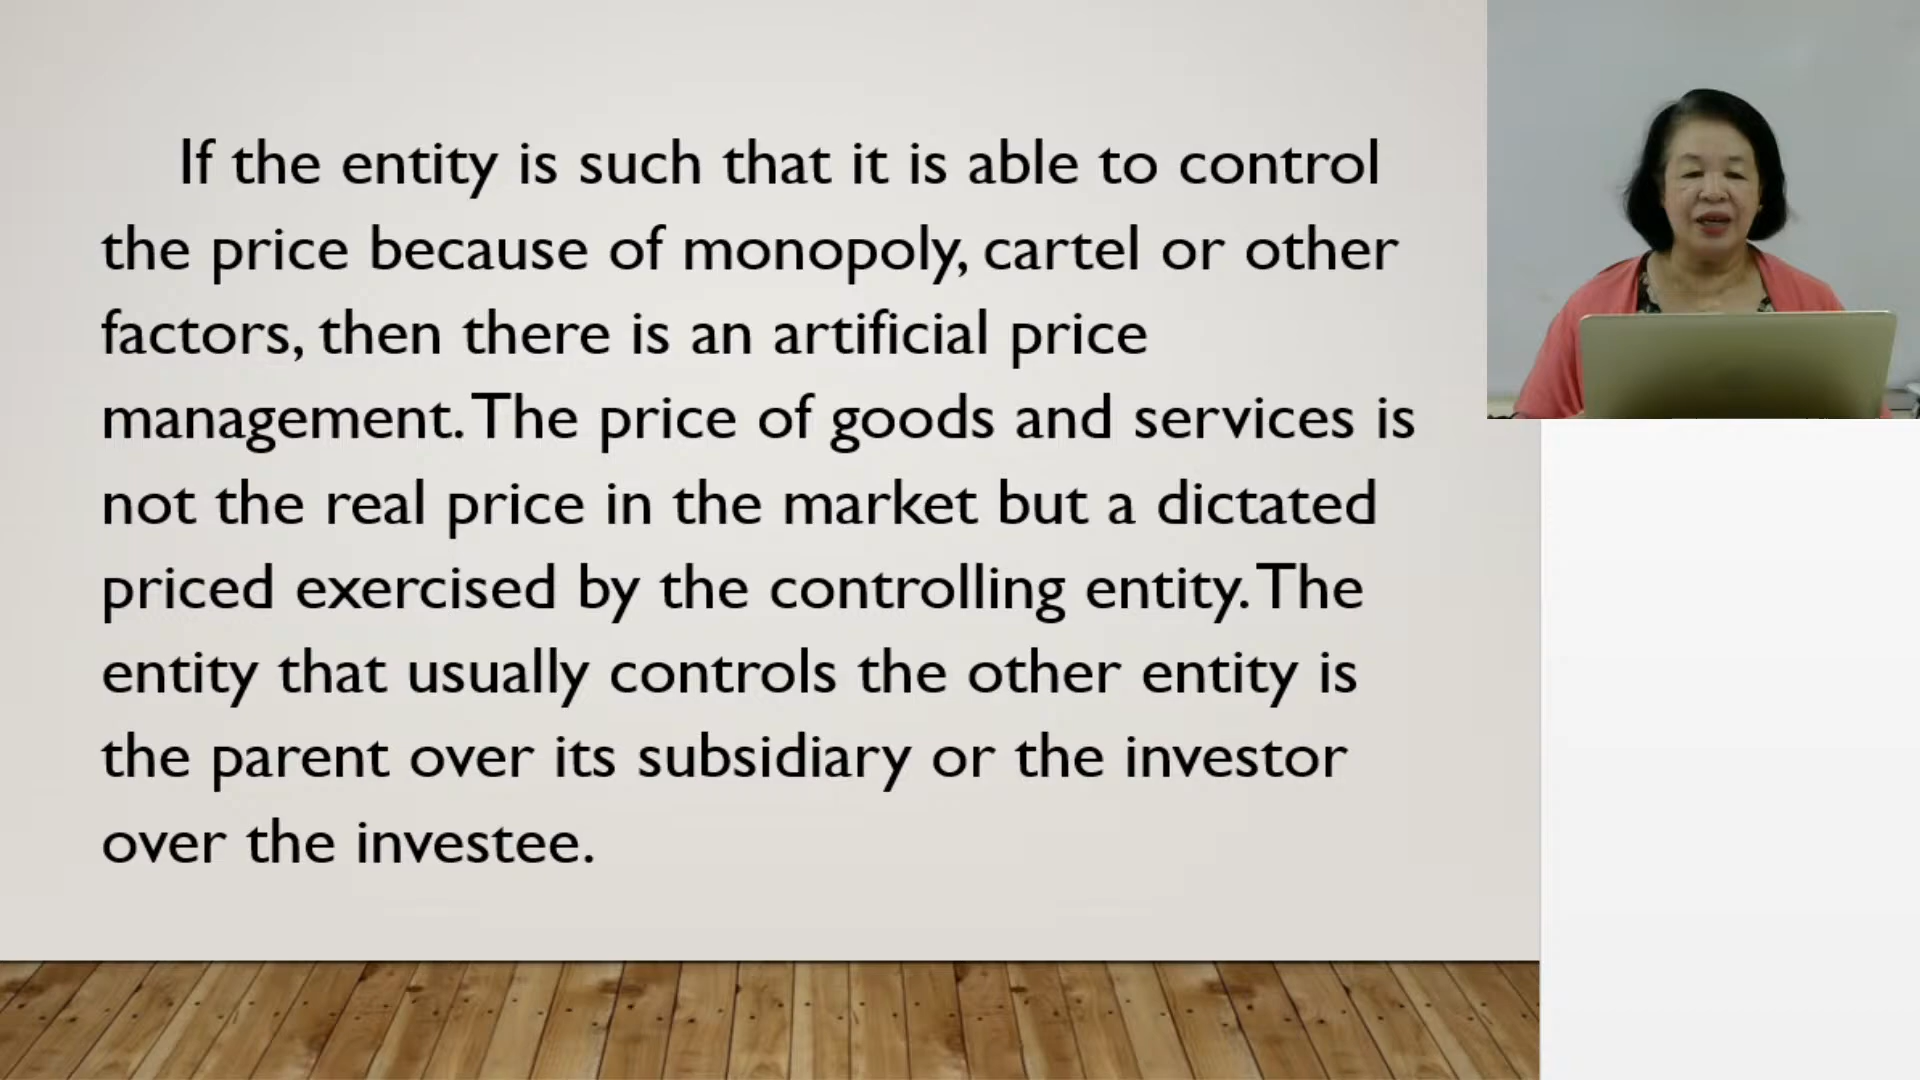 If the entity is such that it is able to control
the price because of monopoly, cartel or other
factors, then there is an artificial price
management. The price of goods and services is
not the real price in the market but a dictated
priced exercised by the controlling entity. The
entity that usually controls the other entity is
the parent over its subsidiary or the investor
over the investee.